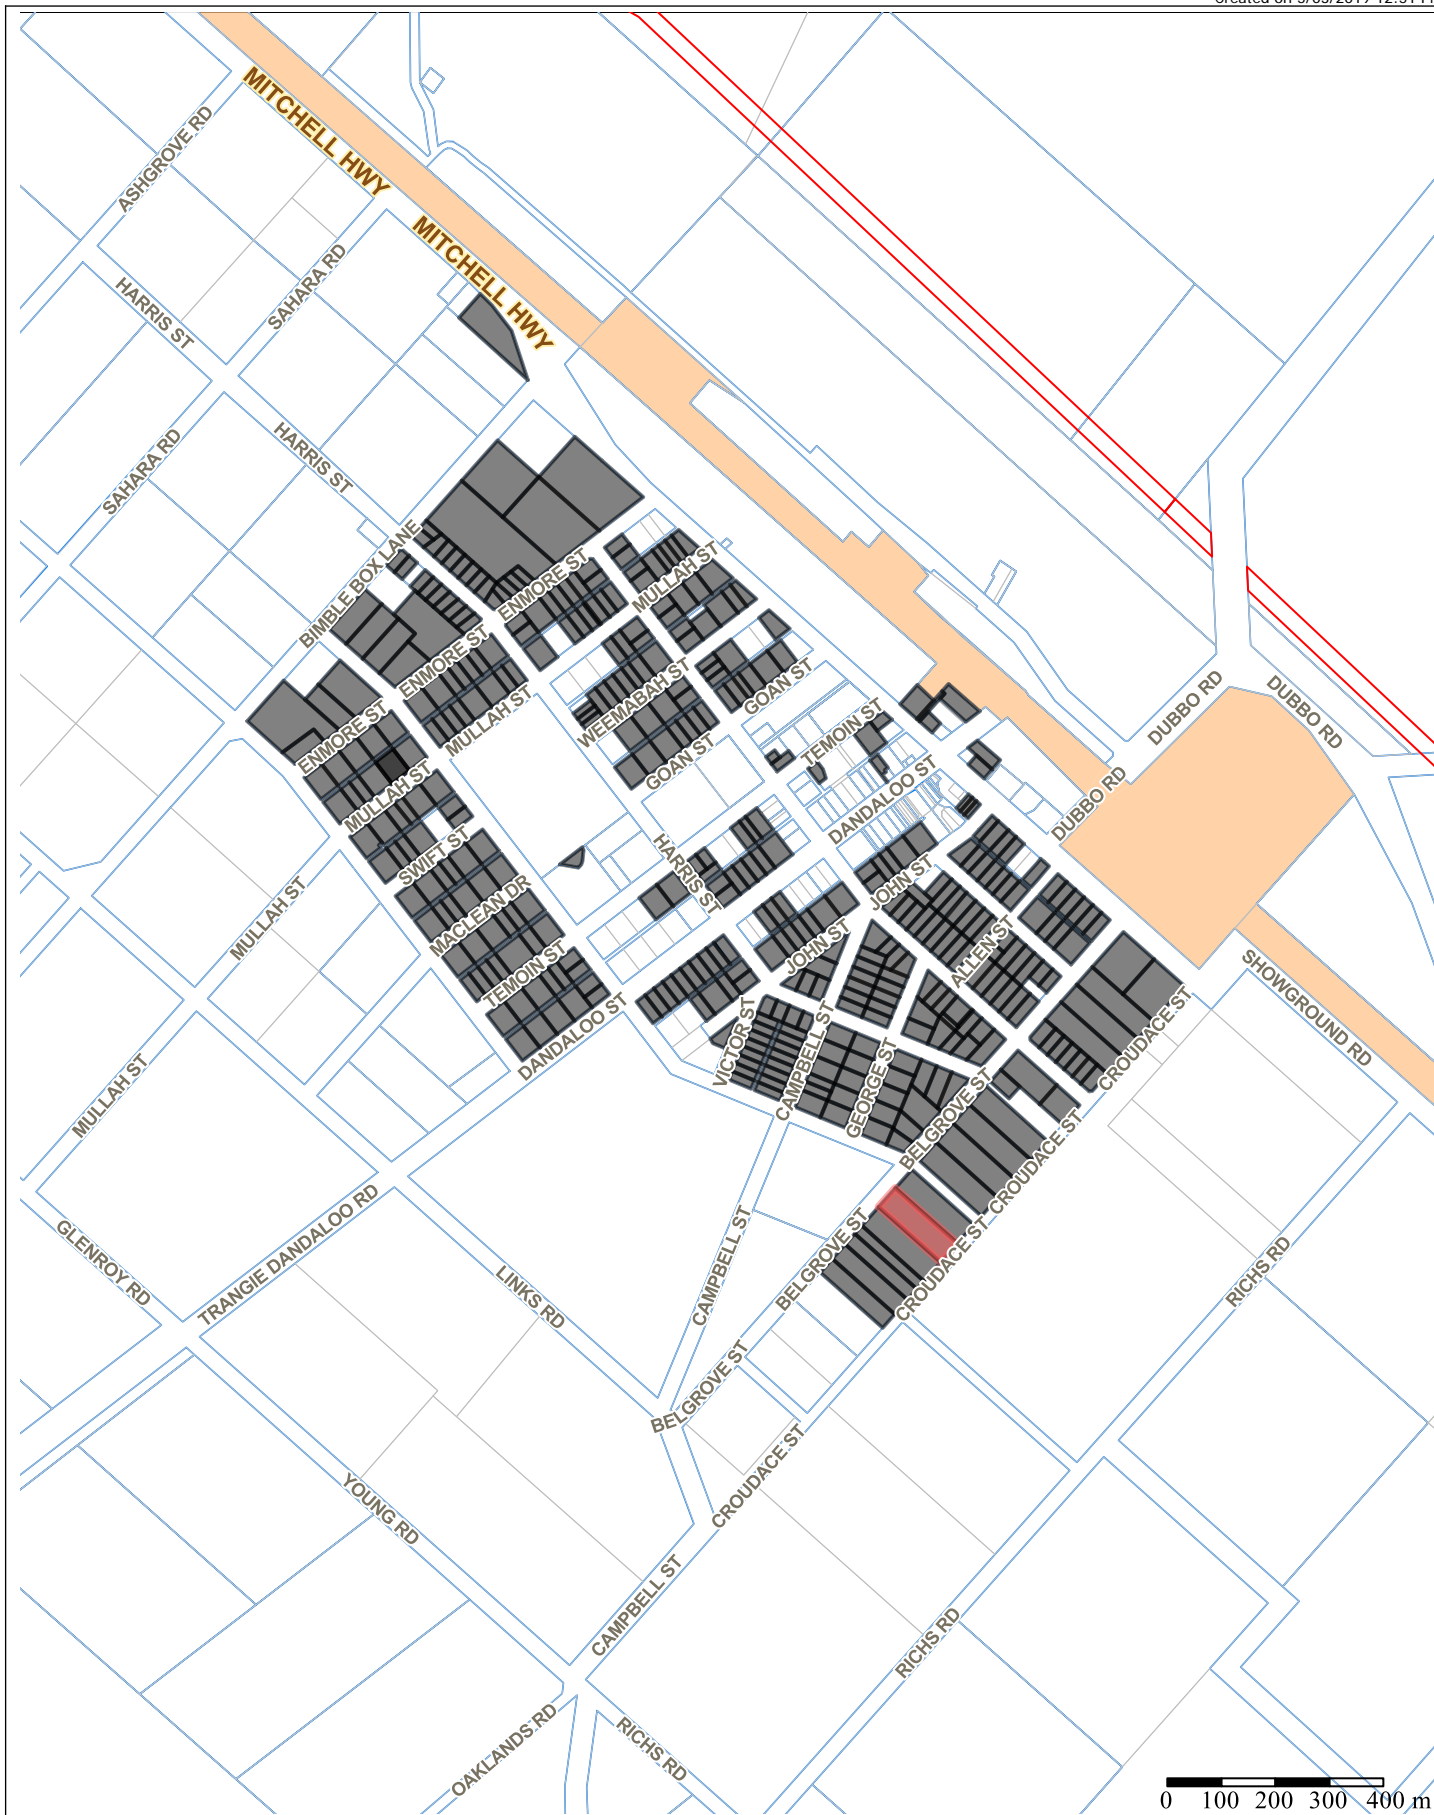 MITCHELL HWY
ASHGROVE RD
MITCHELL HWY
SAHARA RD
HARRIS ST
HARRIS ST
SAHARA RD
BIMBLE BOX LANE
ENMORE ST
MULLAH ST
ENMORE ST
WEEMABAH ST
GOAN ST
MULLAH ST
TEMOIN ST
DUBBO RD
DUBBO RD
ENMORE ST
GOAN ST
DANDALOO ST
DUBBO RD
MULLAH ST
SWIFT ST
HARRIS ST
JOHN ST
MACLEAN DR
MULLAH ST
JOHN ST
ALLEN ST
TEMOIN ST
DANDALOO ST
SHOWGROUND RD
CROUDACE ST
VICTOR ST
CAMPBELL ST
GEORGE ST
MULLAH ST
BELGROVE ST
CROUDACE ST
TRANGIE DANDALOO RD
GLENROY RD
LINKS RD
CAMPBELL ST
BELGROVE ST
CROUDACE ST
RICHS RD
BELGROVE ST
YOUNG RD
CROUDACE ST
CAMPBELL ST
RICHS RD
OAKLANDS RD
RICHS RD
0 100 200 300 400 m